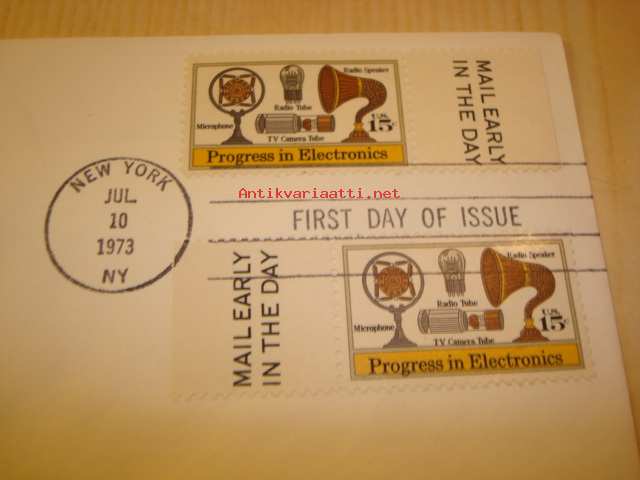 Radio Speaker
Radio Tube
Microphone
TV Camera Tube
U.S.
15c
Progress in Electronics
MAIL EARLY
IN THE DAY
NEW YORK
JUL
10
1973
NY
Antikvariaatti.net
FIRST DAY OF ISSUE
MAIL EARLY
IN THE DAY
Radio Speaker
Radio Tube
Microphone
TV Camera Tube
U.S.
15c
Progress in Electronics